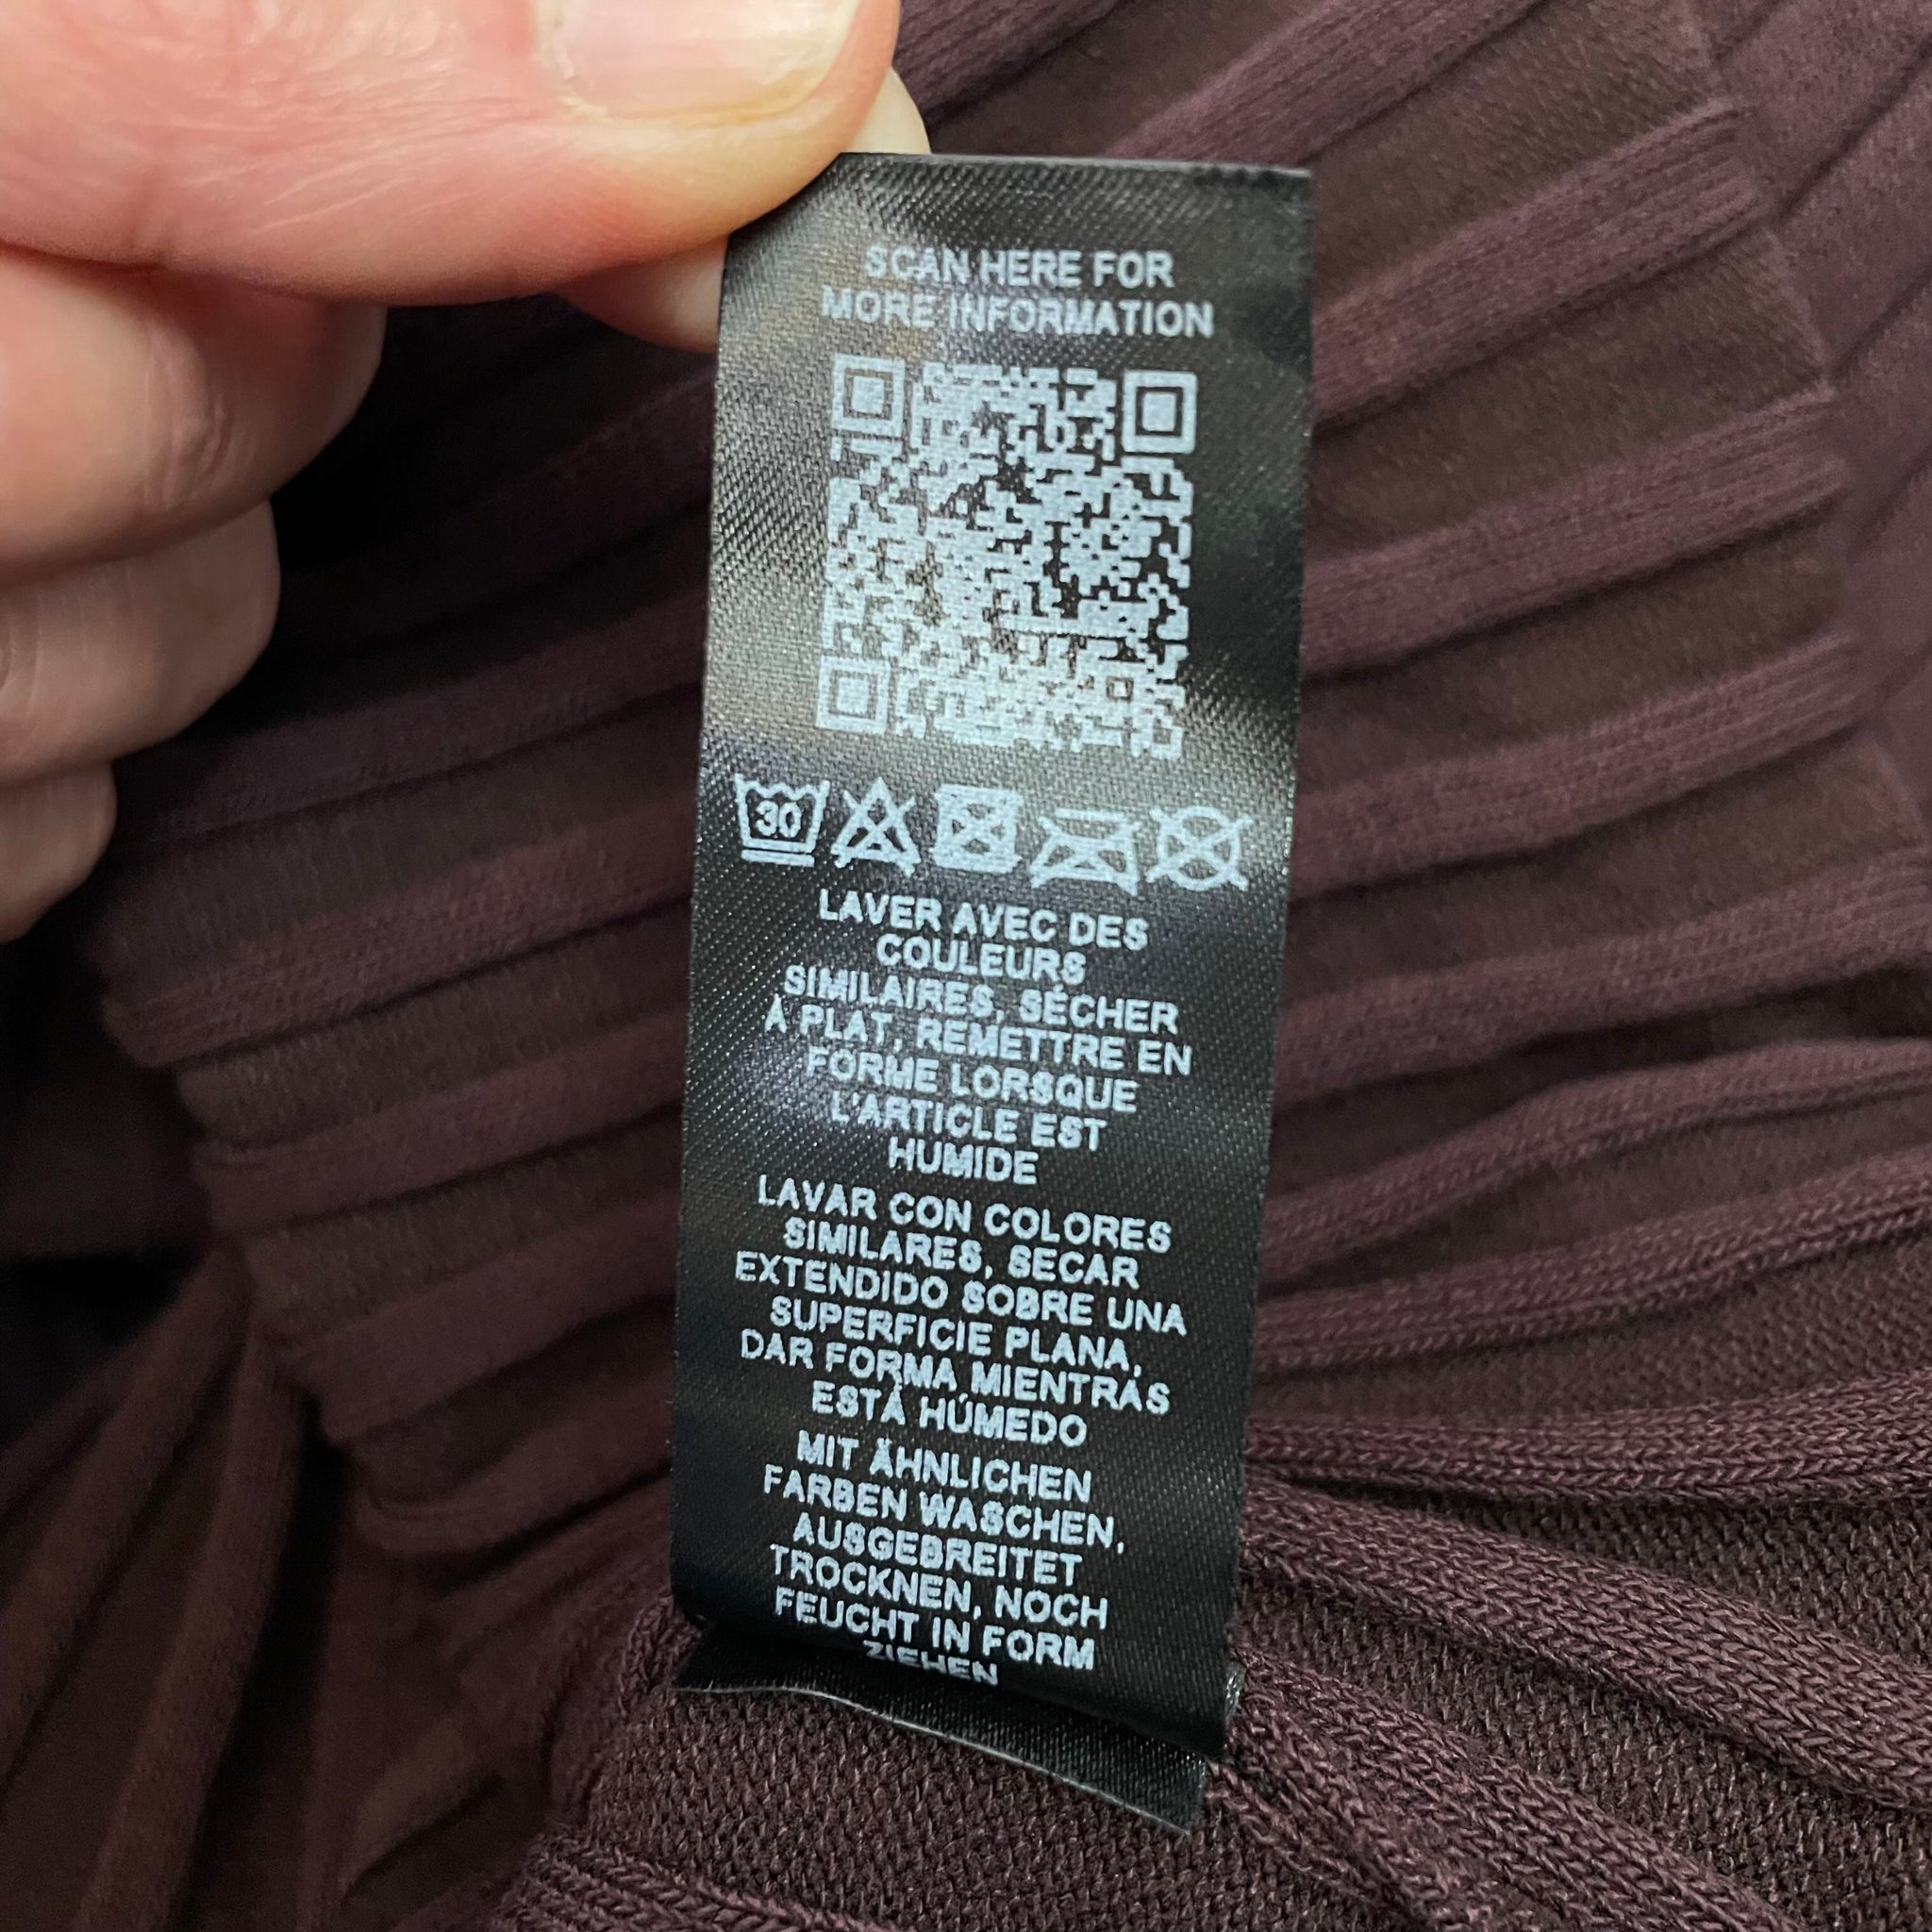 SCAN HERE FOR
MORE INFORMATION
30
LAVER AVEC DES
COULEURS
SIMILAIRES, SÉCHER
À PLAT, REMETTRE EN
FORME LORSQUE
L'ARTICLE EST
HUMIDE
LAVAR CON COLORES
SIMILARES, SECAR
EXTENDIDO SOBRE UNA
SUPERFICIE PLANA,
DAR FORMA MIENTRAS
ESTÁ HÚMEDO
MIT ÄHNLICHEN
FARBEN WASCHEN,
AUSGEBREITET
TROCKNEN, NOCH
FEUCHT IN FORM
ZIEHEN